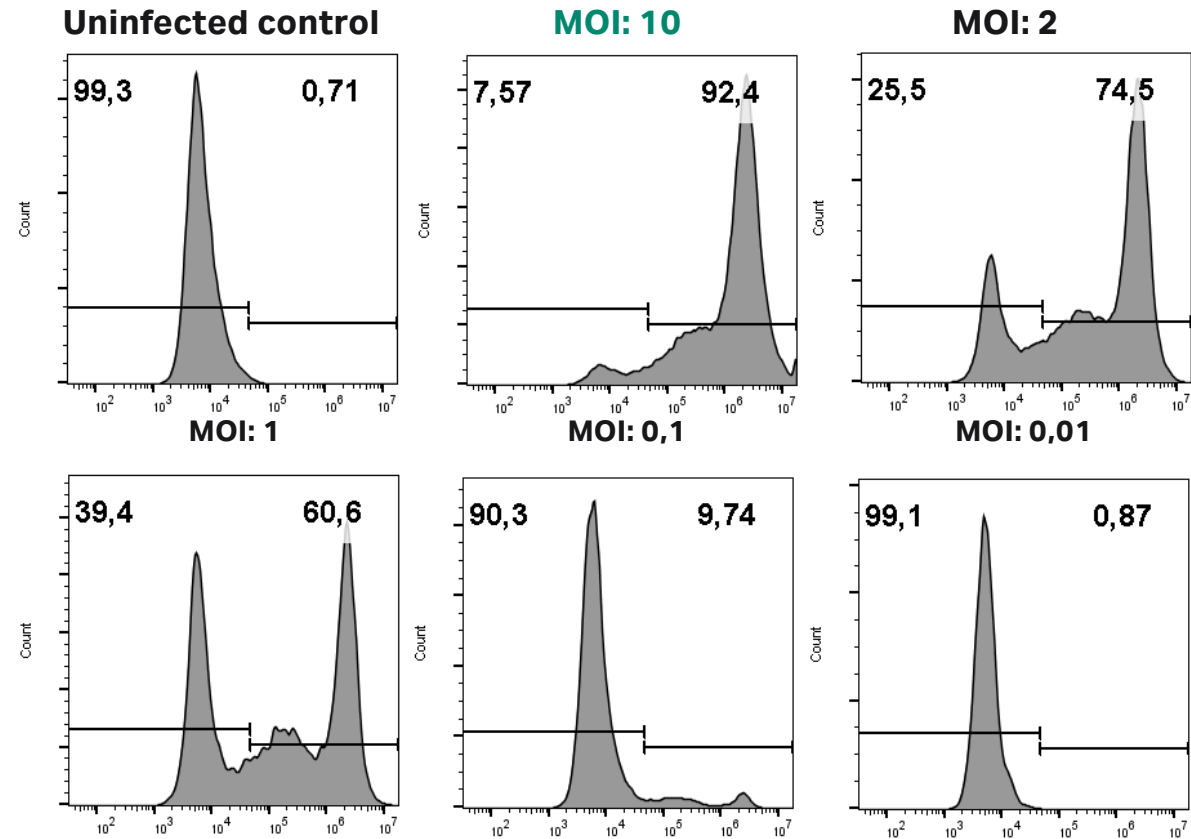 Uninfected control
MOI: 10
MOI: 2
99,3
0,71
Count
10² 10³ 10⁴ 10⁵ 10⁶ 10⁷
7,57
92,4
Count
10² 10³ 10⁴ 10⁵ 10⁶ 10⁷
25,5
74,5
Count
10² 10³ 10⁴ 10⁵ 10⁶ 10⁷
MOI: 1
MOI: 0,1
MOI: 0,01
39,4
60,6
Count
10² 10³ 10⁴ 10⁵ 10⁶ 10⁷
90,3
9,74
Count
10² 10³ 10⁴ 10⁵ 10⁶ 10⁷
99,1
0,87
Count
10² 10³ 10⁴ 10⁵ 10⁶ 10⁷